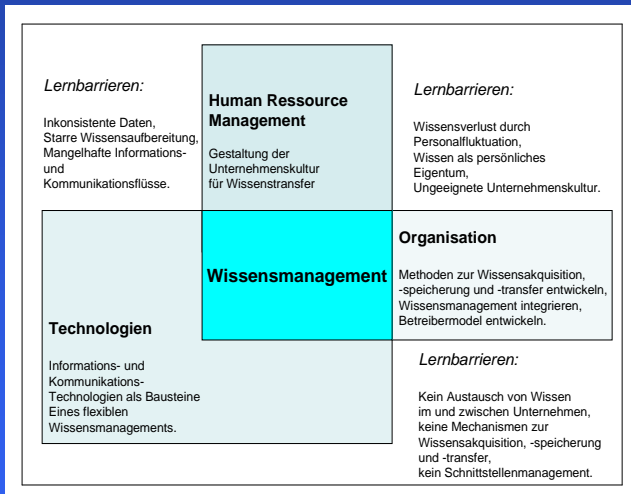 Lernbarrieren:
Inkonsistente Daten,
Starre Wissensaufbereitung,
Mangelhafte Informations-
und
Kommunikationsflüsse.
Human Ressource
Management
Gestaltung der
Unternehmenskultur
für Wissenstransfer
Lernbarrieren:
Wissensverlust durch
Personalfluktuation,
Wissen als persönliches
Eigentum,
Ungeeignete Unternehmenskultur.
Wissensmanagement
Organisation
Methoden zur Wissensakquisition,
-speicherung und -transfer entwickeln,
Wissensmanagement integrieren,
Betreibermodel entwickeln.
Technologien
Informations- und
Kommunikations-
Technologien als Bausteine
Eines flexiblen
Wissensmanagements.
Lernbarrieren:
Kein Austausch von Wissen
im und zwischen Unternehmen,
keine Mechanismen zur
Wissensakquisition, -speicherung
und -transfer,
kein Schnittstellenmanagement.